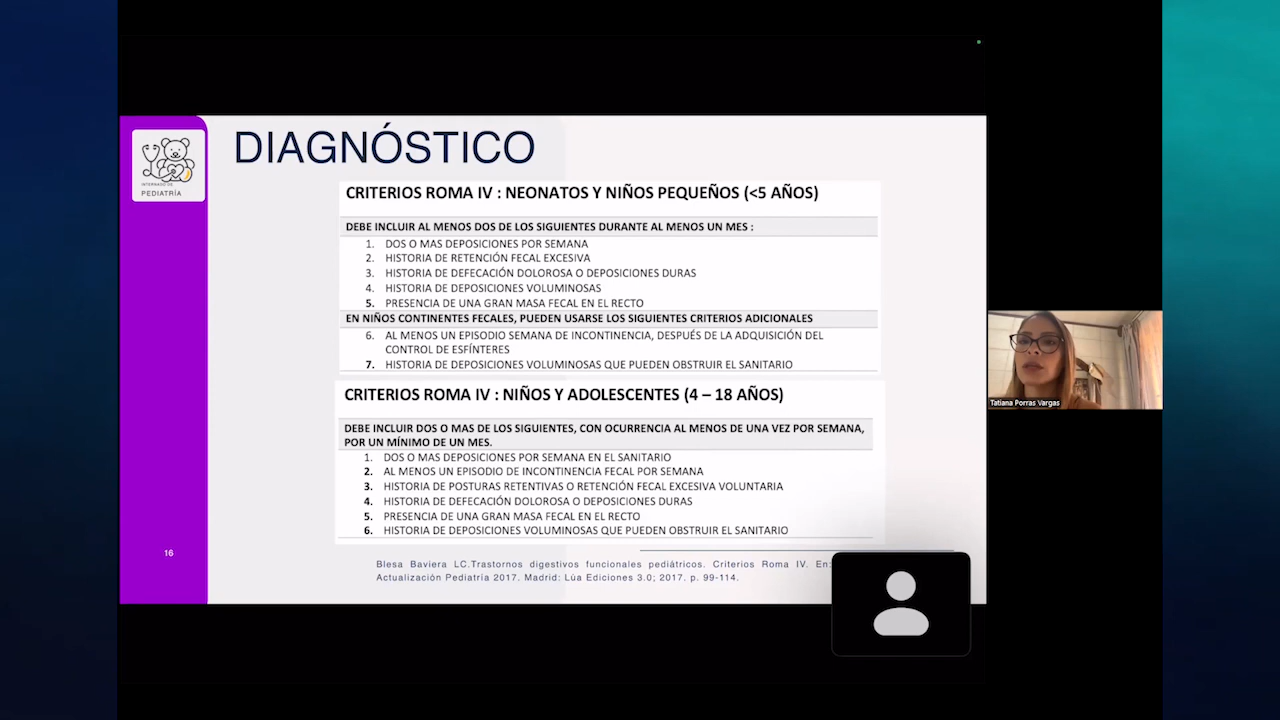 DIAGNÓSTICO
INTERNADO DE
PEDIATRÍA
CRITERIOS ROMA IV : NEONATOS Y NIÑOS PEQUEÑOS (<5 AÑOS)
DEBE INCLUIR AL MENOS DOS DE LOS SIGUIENTES DURANTE AL MENOS UN MES :
1. DOS O MAS DEPOSICIONES POR SEMANA
2. HISTORIA DE RETENCIÓN FECAL EXCESIVA
3. HISTORIA DE DEFECACIÓN DOLOROSA O DEPOSICIONES DURAS
4. HISTORIA DE DEPOSICIONES VOLUMINOSAS
5. PRESENCIA DE UNA GRAN MASA FECAL EN EL RECTO
EN NIÑOS CONTINENTES FECALES, PUEDEN USARSE LOS SIGUIENTES CRITERIOS ADICIONALES
6. AL MENOS UN EPISODIO SEMANA DE INCONTINENCIA, DESPUÉS DE LA ADQUISICIÓN DEL
CONTROL DE ESFÍNTERES
7. HISTORIA DE DEPOSICIONES VOLUMINOSAS QUE PUEDEN OBSTRUIR EL SANITARIO
CRITERIOS ROMA IV : NIÑOS Y ADOLESCENTES (4 – 18 AÑOS)
DEBE INCLUIR DOS O MAS DE LOS SIGUIENTES, CON OCURRENCIA AL MENOS DE UNA VEZ POR SEMANA,
POR UN MÍNIMO DE UN MES.
1. DOS O MAS DEPOSICIONES POR SEMANA EN EL SANITARIO
2. AL MENOS UN EPISODIO DE INCONTINENCIA FECAL POR SEMANA
3. HISTORIA DE POSTURAS RETENTIVAS O RETENCIÓN FECAL EXCESIVA VOLUNTARIA
4. HISTORIA DE DEFECACIÓN DOLOROSA O DEPOSICIONES DURAS
5. PRESENCIA DE UNA GRAN MASA FECAL EN EL RECTO
6. HISTORIA DE DEPOSICIONES VOLUMINOSAS QUE PUEDEN OBSTRUIR EL SANITARIO
16
Blesa Baviera LC.Trastornos digestivos funcionales pediátricos. Criterios Roma IV. En:
Actualización Pediatría 2017. Madrid: Lúa Ediciones 3.0; 2017. p. 99-114.
Tatiana Porras Vargas